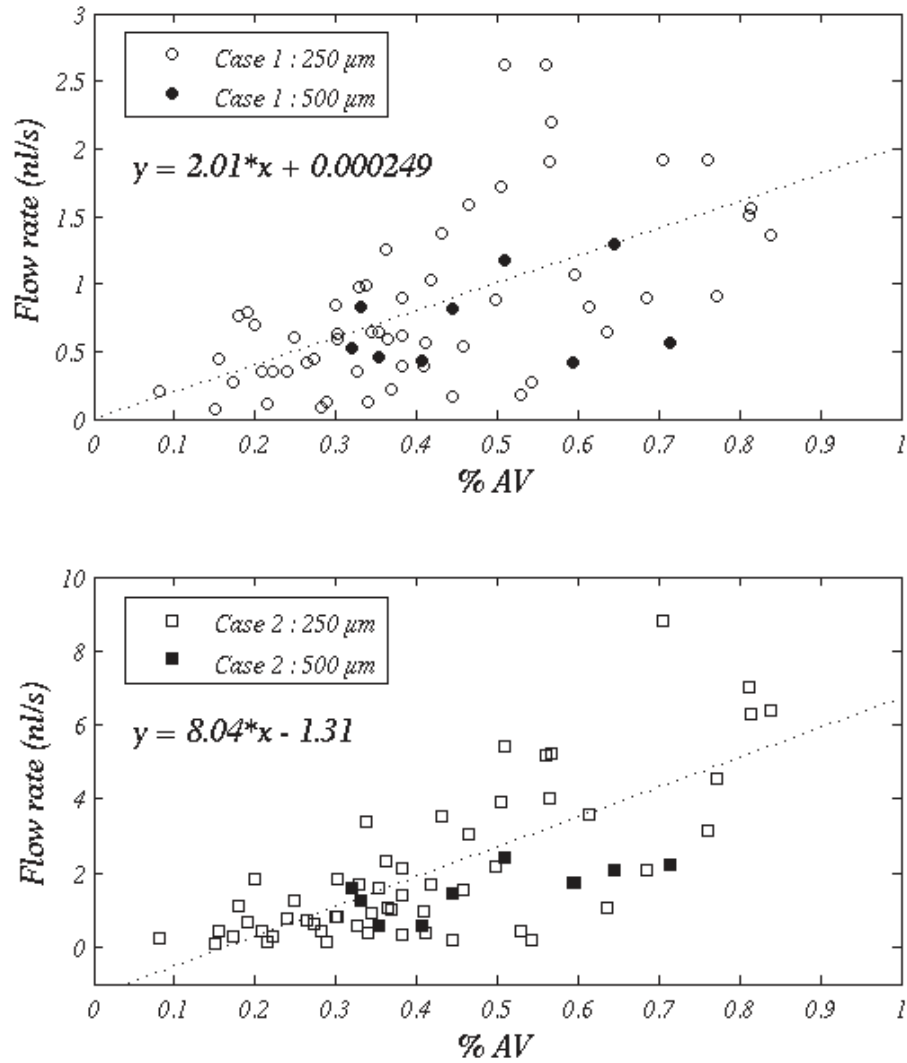 3
2.5
2
1.5
1
0.5
0
Flow rate (nl/s)
Case 1 : 250 μm
Case 1 : 500 μm
y = 2.01*x + 0.000249
0 0.1 0.2 0.3 0.4 0.5 0.6 0.7 0.8 0.9 1
% AV
10
8
6
4
2
0
Flow rate (nl/s)
Case 2 : 250 μm
Case 2 : 500 μm
y = 8.04*x - 1.31
0 0.1 0.2 0.3 0.4 0.5 0.6 0.7 0.8 0.9 1
% AV